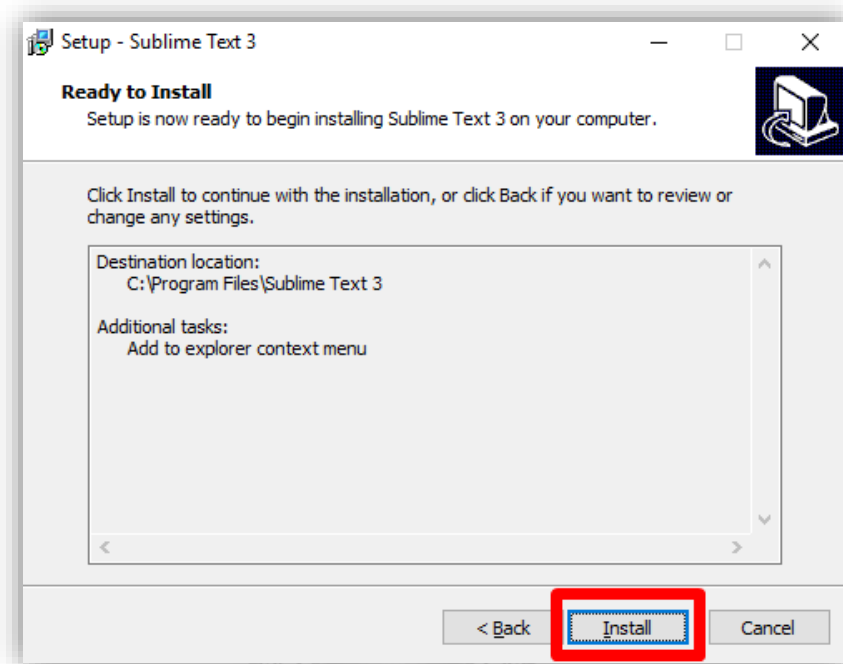 Setup - Sublime Text 3
Ready to Install
Setup is now ready to begin installing Sublime Text 3 on your computer.
Click Install to continue with the installation, or click Back if you want to review or
change any settings.
Destination location:
C:\Program Files\Sublime Text 3
Additional tasks:
Add to explorer context menu
< Back
Install
Cancel